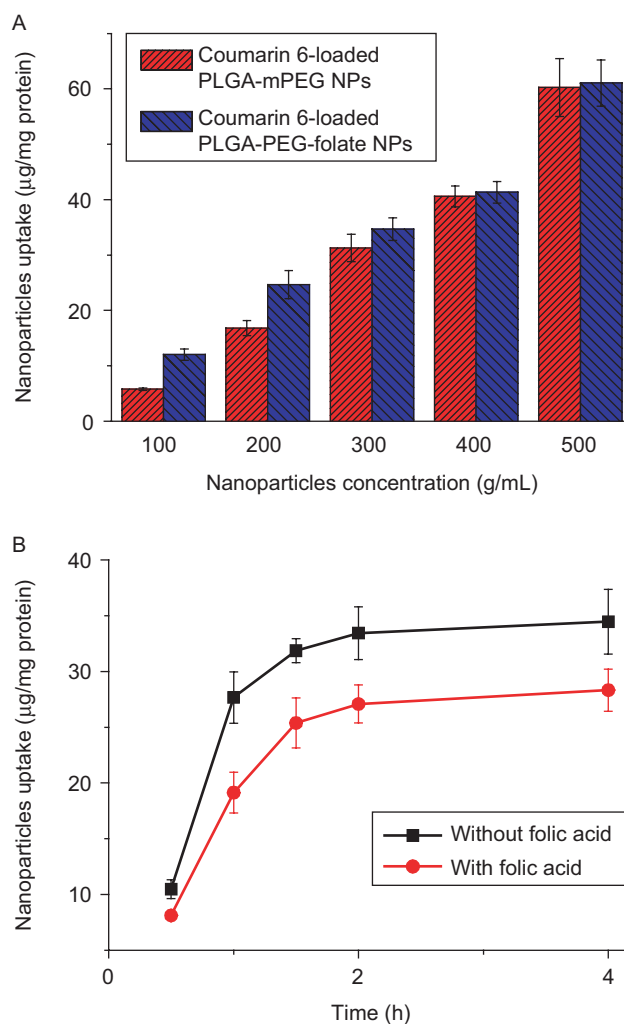 A
Coumarin 6-loaded
PLGA-mPEG NPs
Coumarin 6-loaded
PLGA-PEG-folate NPs
Nanoparticles uptake (µg/mg protein)
60
40
20
0
100 200 300 400 500
Nanoparticles concentration (g/mL)
B
Nanoparticles uptake (µg/mg protein)
40
30
20
10
Without folic acid
With folic acid
0 2 4
Time (h)